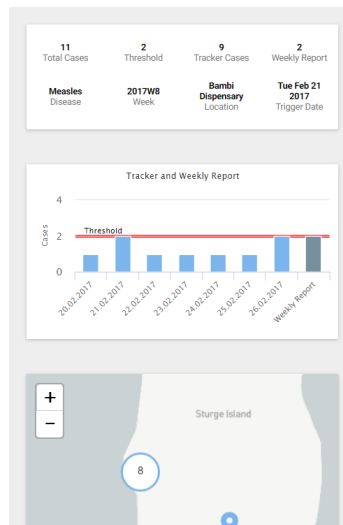 11 2 9 2
Total Cases Threshold Tracker Cases Weekly Report
Measles 2017W8 Bambi Tue Feb 21
Disease Week Dispensary 2017
Location Trigger Date
Tracker and Weekly Report
4
Threshold
Cases
2
0
20.02.2017 21.02.2017 22.02.2017 23.02.2017 24.02.2017 25.02.2017 26.02.2017 Weekly Report
+
−
Sturge Island
8